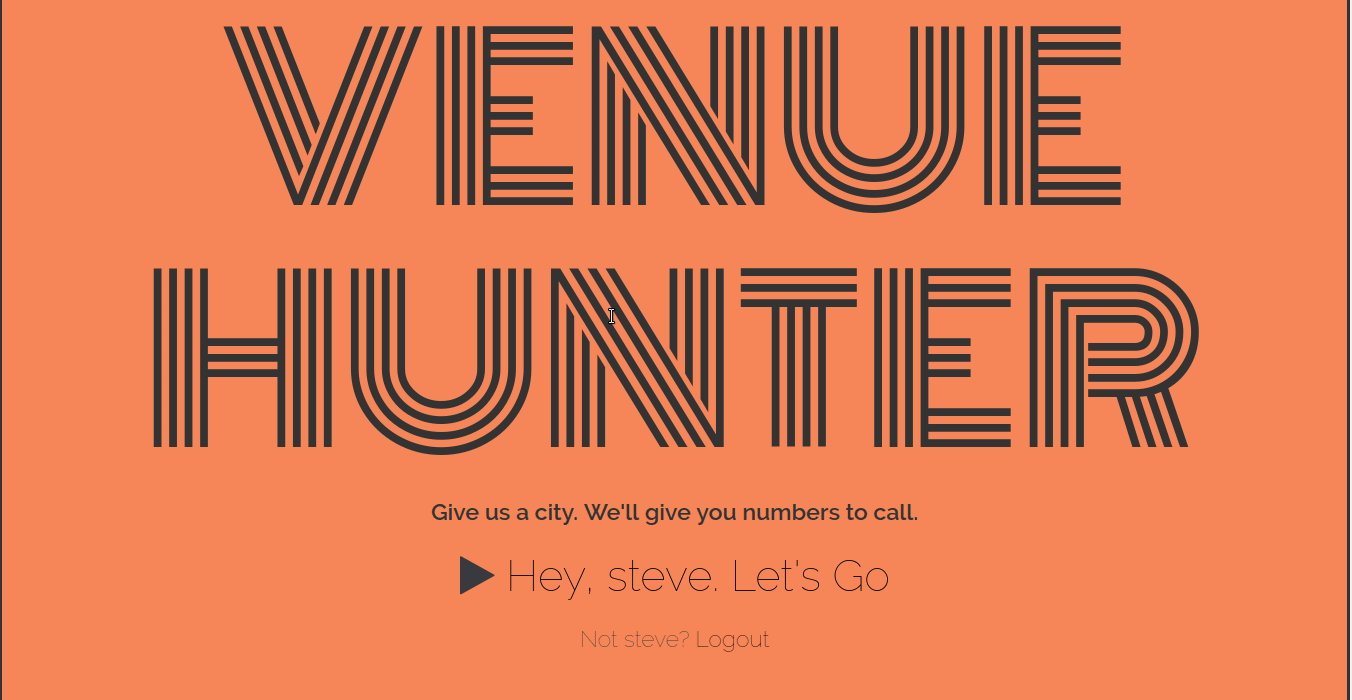 VENUE
HUNTER
Give us a city. We'll give you numbers to call.
Hey, steve. Let's Go
Not steve? Logout